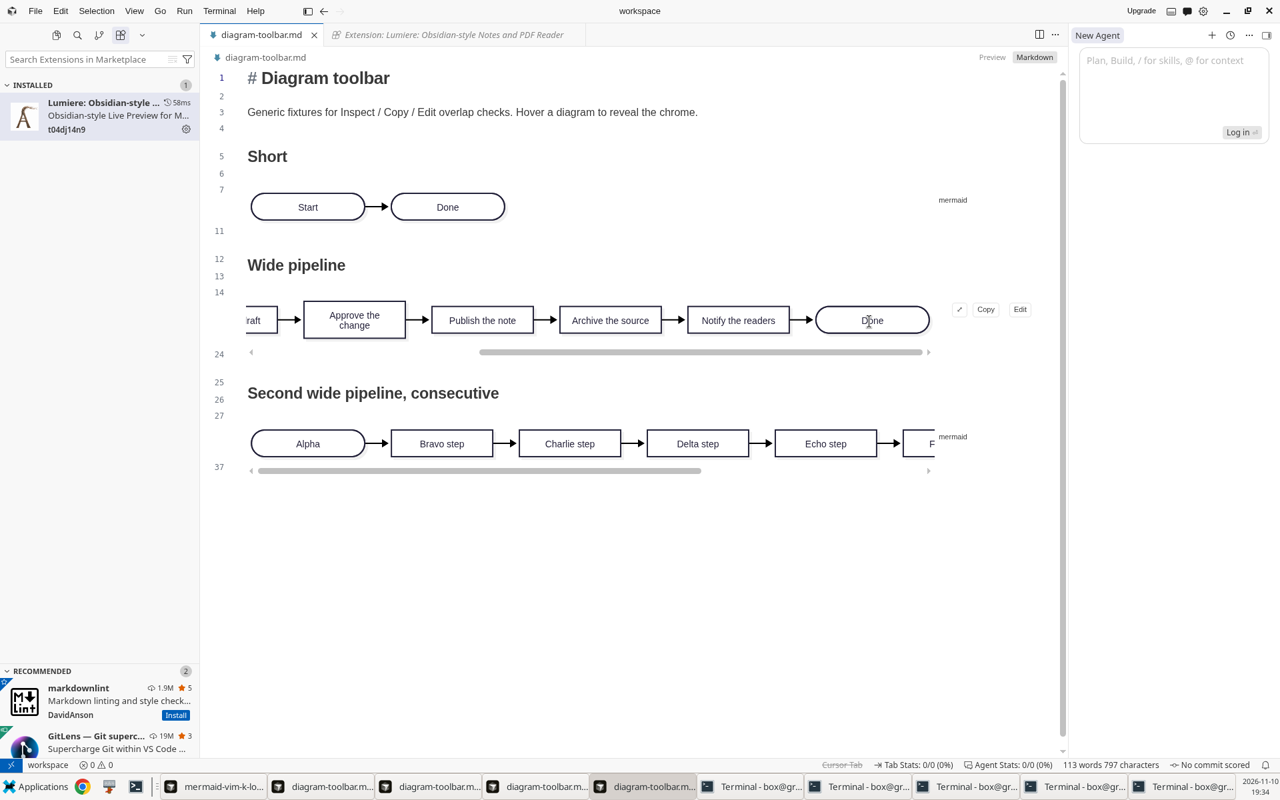 File Edit Selection View Go Run Terminal Help
workspace
Upgrade
diagram-toolbar.md
Extension: Lumiere: Obsidian-style Notes and PDF Reader
New Agent
Search Extensions in Marketplace
diagram-toolbar.md
Preview Markdown
Plan, Build, / for skills, @ for context
Log in
INSTALLED 1
Lumiere: Obsidian-style ... 58ms
Obsidian-style Live Preview for M...
t04dj14n9
1 # Diagram toolbar
2
3 Generic fixtures for Inspect / Copy / Edit overlap checks. Hover a diagram to reveal the chrome.
4
5 Short
6
7
Start Done
mermaid
11
12 Wide pipeline
13
14
raft
Approve the
change
Publish the note
Archive the source
Notify the readers
Done
Copy Edit
24
25 Second wide pipeline, consecutive
26
27
Alpha Bravo step Charlie step Delta step Echo step F
mermaid
37
RECOMMENDED 2
markdownlint 1.9M 5
Markdown linting and style check...
DavidAnson Install
GitLens — Git superc... 19M 3
Supercharge Git within VS Code ...
workspace 0 0
Cursor Tab Tab Stats: 0/0 (0%) Agent Stats: 0/0 (0%) 113 words 797 characters No commit scored
Applications
mermaid-vim-k-lo...
diagram-toolbar.m...
diagram-toolbar.m...
diagram-toolbar.m...
diagram-toolbar.m...
Terminal - box@gr...
Terminal - box@gr...
Terminal - box@gr...
Terminal - box@gr...
Terminal - box@gr...
2026-11-10
19:34